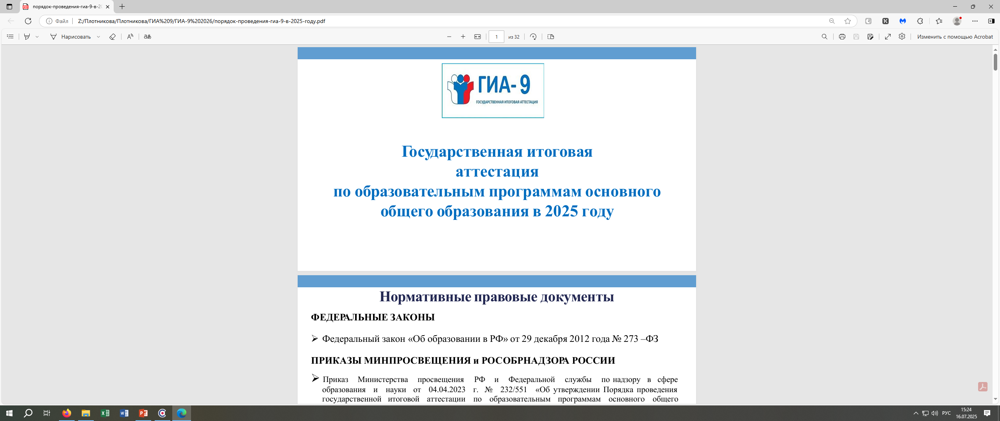 порядок-проведения-гиа-9-в-20
Файл
Z:/Плотникова/Плотникова/ГИА%209/ГИА-9%202026/порядок-проведения-гиа-9-в-2025-году.pdf
Нарисовать
аあ
1
из 32
Изменить с помощью Acrobat
ГИА- 9
ГОСУДАРСТВЕННАЯ ИТОГОВАЯ АТТЕСТАЦИЯ
Государственная итоговая
аттестация
по образовательным программам основного
общего образования в 2025 году
Нормативные правовые документы
ФЕДЕРАЛЬНЫЕ ЗАКОНЫ
Федеральный закон «Об образовании в РФ» от 29 декабря 2012 года № 273 –ФЗ
ПРИКАЗЫ МИНПРОСВЕЩЕНИЯ и РОСОБРНАДЗОРА РОССИИ
Приказ Министерства просвещения РФ и Федеральной службы по надзору в сфере
образования и науки от 04.04.2023 г. № 232/551 «Об утверждении Порядка проведения
государственной итоговой аттестации по образовательным программам основного общего
РУС
15:24
16.07.2025